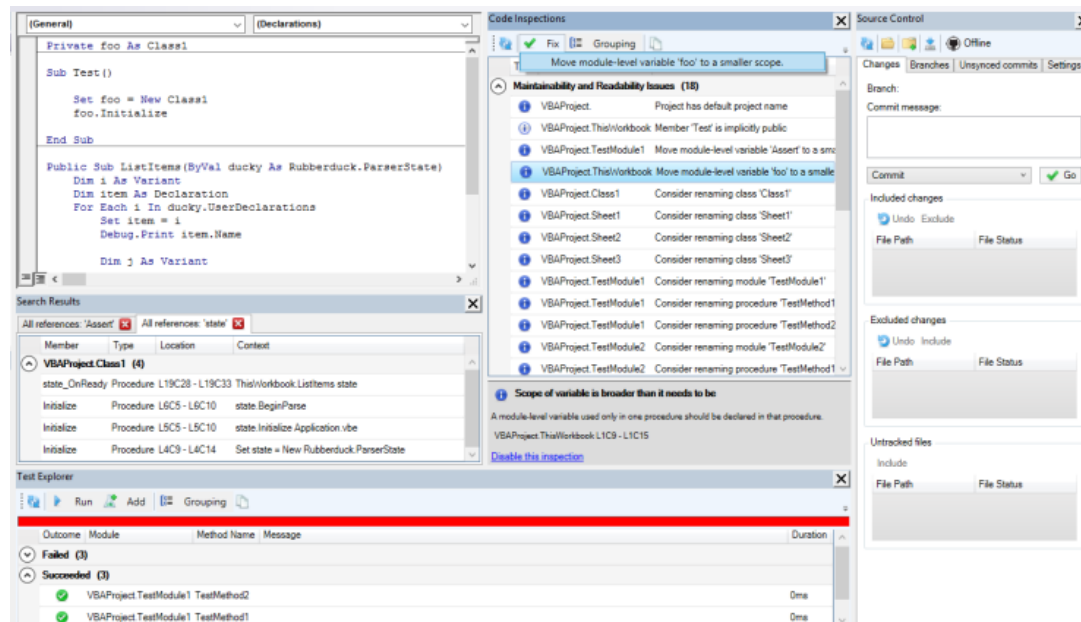 (General)
(Declarations)
Private foo As Class1
Sub Test()
Set foo = New Class1
foo.Initialize
End Sub
Public Sub ListItems(ByVal ducky As Rubberduck.ParserState)
Dim i As Variant
Dim item As Declaration
For Each i In ducky.UserDeclarations
Set item = i
Debug.Print item.Name
Dim j As Variant
Search Results
All references: 'Assert'
All references: 'state'
Member Type Location Context
VBAProject.Class1 (4)
state_OnReady Procedure L19C28 - L19C33 ThisWorkbook.ListItems state
Initialize Procedure L6C5 - L6C10 state.BeginParse
Initialize Procedure L5C5 - L5C10 state.Initialize Application.vbe
Initialize Procedure L4C9 - L4C14 Set state = New Rubberduck.ParserState
Code Inspections
Fix Grouping
Move module-level variable 'foo' to a smaller scope.
Maintainability and Readability Issues (18)
VBAProject. Project has default project name
VBAProject.ThisWorkbook Member 'Test' is implicitly public
VBAProject.TestModule1 Move module-level variable 'Assert' to a sma
VBAProject.ThisWorkbook Move module-level variable 'foo' to a smalle
VBAProject.Class1 Consider renaming class 'Class1'
VBAProject.Sheet1 Consider renaming class 'Sheet1'
VBAProject.Sheet2 Consider renaming class 'Sheet2'
VBAProject.Sheet3 Consider renaming class 'Sheet3'
VBAProject.TestModule1 Consider renaming module 'TestModule1'
VBAProject.TestModule1 Consider renaming procedure 'TestMethod1
VBAProject.TestModule1 Consider renaming procedure 'TestMethod2
VBAProject.TestModule2 Consider renaming module 'TestModule2'
VBAProject.TestModule2 Consider renaming procedure 'TestMethod1
Scope of variable is broader than it needs to be
A module-level variable used only in one procedure should be declared in that procedure.
VBAProject.ThisWorkbook L1C9 - L1C15
Disable this inspection
Source Control
Offline
Changes Branches Unsynced commits Settings
Branch:
Commit message:
Commit Go
Included changes
Undo Exclude
File Path File Status
Excluded changes
Undo Include
File Path File Status
Untracked files
Include
File Path File Status
Test Explorer
Run Add Grouping
Outcome Module Method Name Message Duration
Failed (3)
Succeeded (3)
VBAProject.TestModule1 TestMethod2 0ms
VBAProject.TestModule1 TestMethod1 0ms